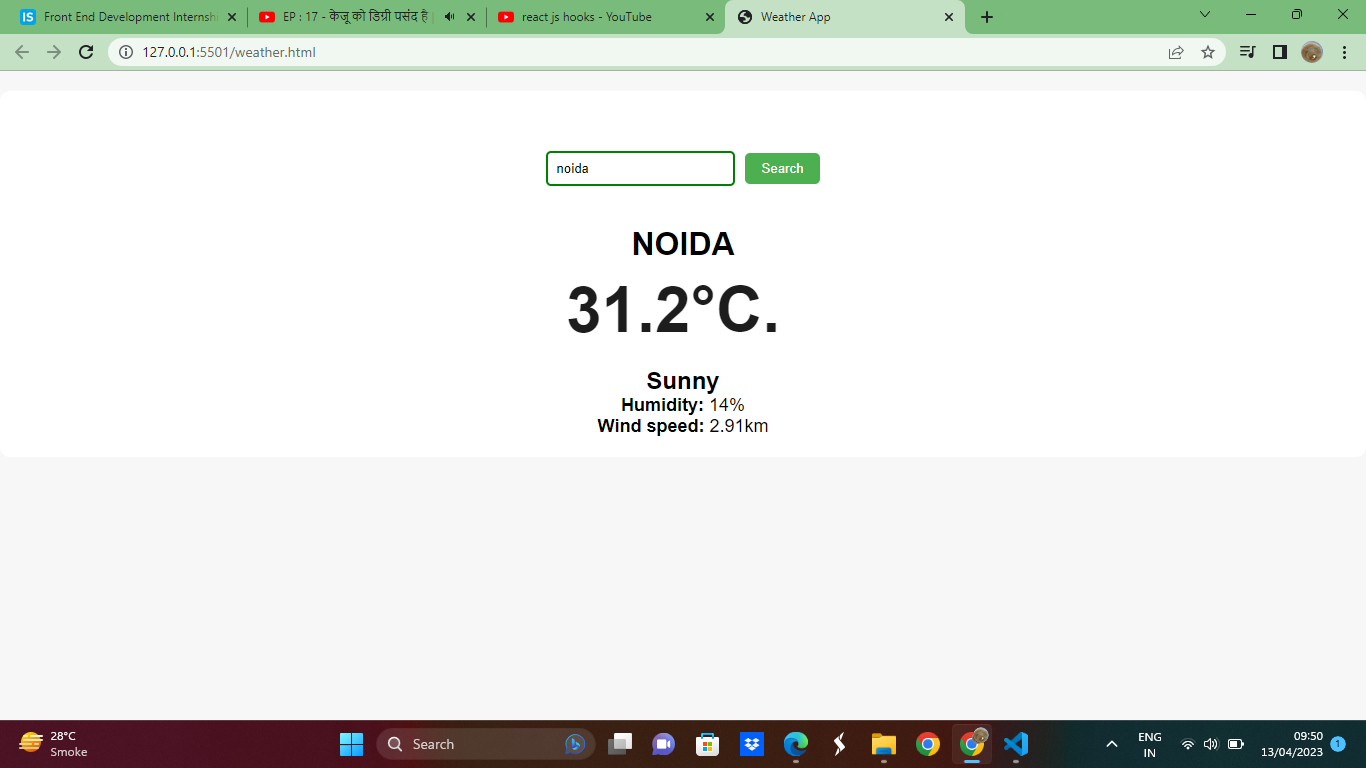 IS Front End Development Internshi
EP : 17 - केजू को डिग्री पसंद है |
react js hooks - YouTube
Weather App
127.0.0.1:5501/weather.html
noida
Search
NOIDA
31.2°C.
Sunny
Humidity: 14%
Wind speed: 2.91km
28°C
Smoke
Search
ENG
IN
09:50
13/04/2023
1